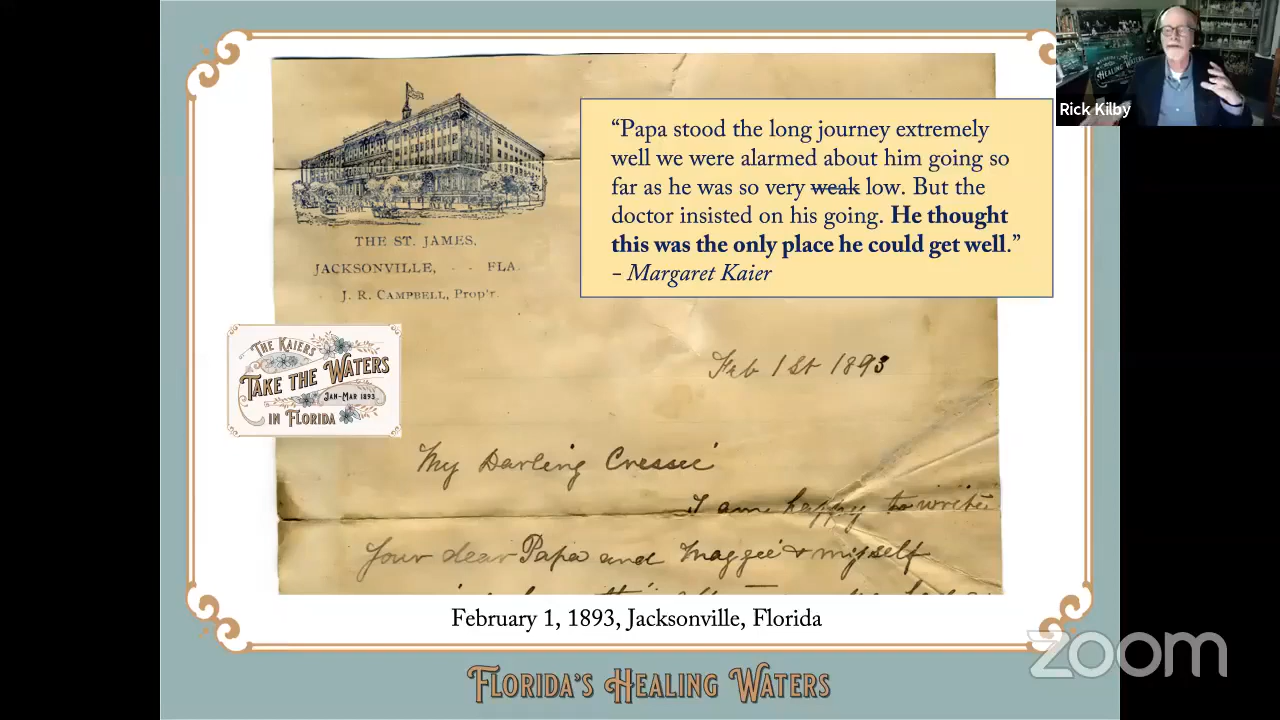 Rick Kilby
HEALING WATERS
“Papa stood the long journey extremely
well we were alarmed about him going so
far as he was so very weak low. But the
doctor insisted on his going. He thought
this was the only place he could get well.”
– Margaret Kaier
THE ST. JAMES,
JACKSONVILLE, - - FLA.
J. R. CAMPBELL, Prop'r.
THE KAIERS
TAKE THE WATERS
JAN-MAR 1893
IN FLORIDA
Feb 1st 1893
My Darling Cressie
I am happy to write
Your dear Papa and Maggie & myself
February 1, 1893, Jacksonville, Florida
zoom
FLORIDA'S HEALING WATERS